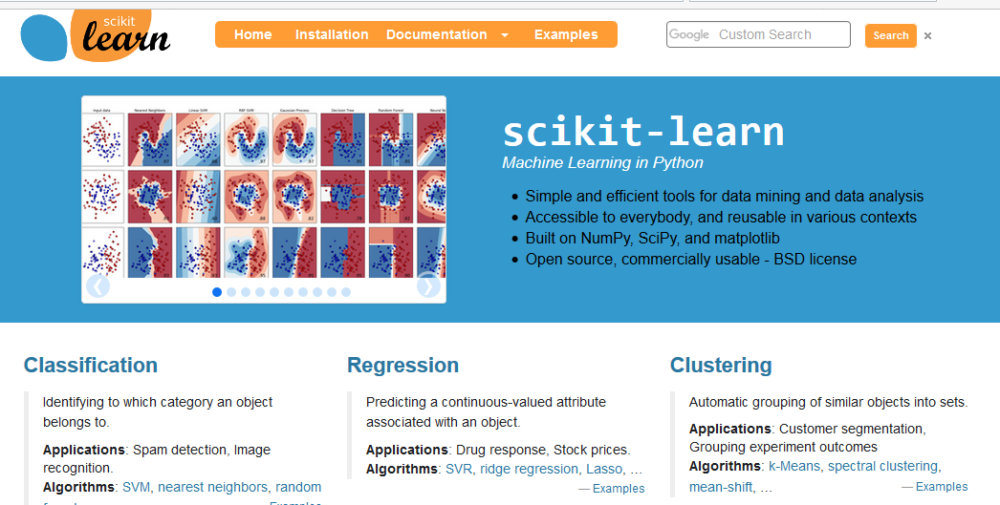 scikit
learn
Home Installation Documentation Examples
Google Custom Search
Search ×
Input data Nearest Neighbors Linear SVM RBF SVM Gaussian Process Decision Tree Random Forest
scikit-learn
Machine Learning in Python
Simple and efficient tools for data mining and data analysis
Accessible to everybody, and reusable in various contexts
Built on NumPy, SciPy, and matplotlib
Open source, commercially usable - BSD license
Classification
Identifying to which category an object
belongs to.
Applications: Spam detection, Image
recognition.
Algorithms: SVM, nearest neighbors, random
Regression
Predicting a continuous-valued attribute
associated with an object.
Applications: Drug response, Stock prices.
Algorithms: SVR, ridge regression, Lasso, ...
— Examples
Clustering
Automatic grouping of similar objects into sets.
Applications: Customer segmentation,
Grouping experiment outcomes
Algorithms: k-Means, spectral clustering,
mean-shift, ...
— Examples